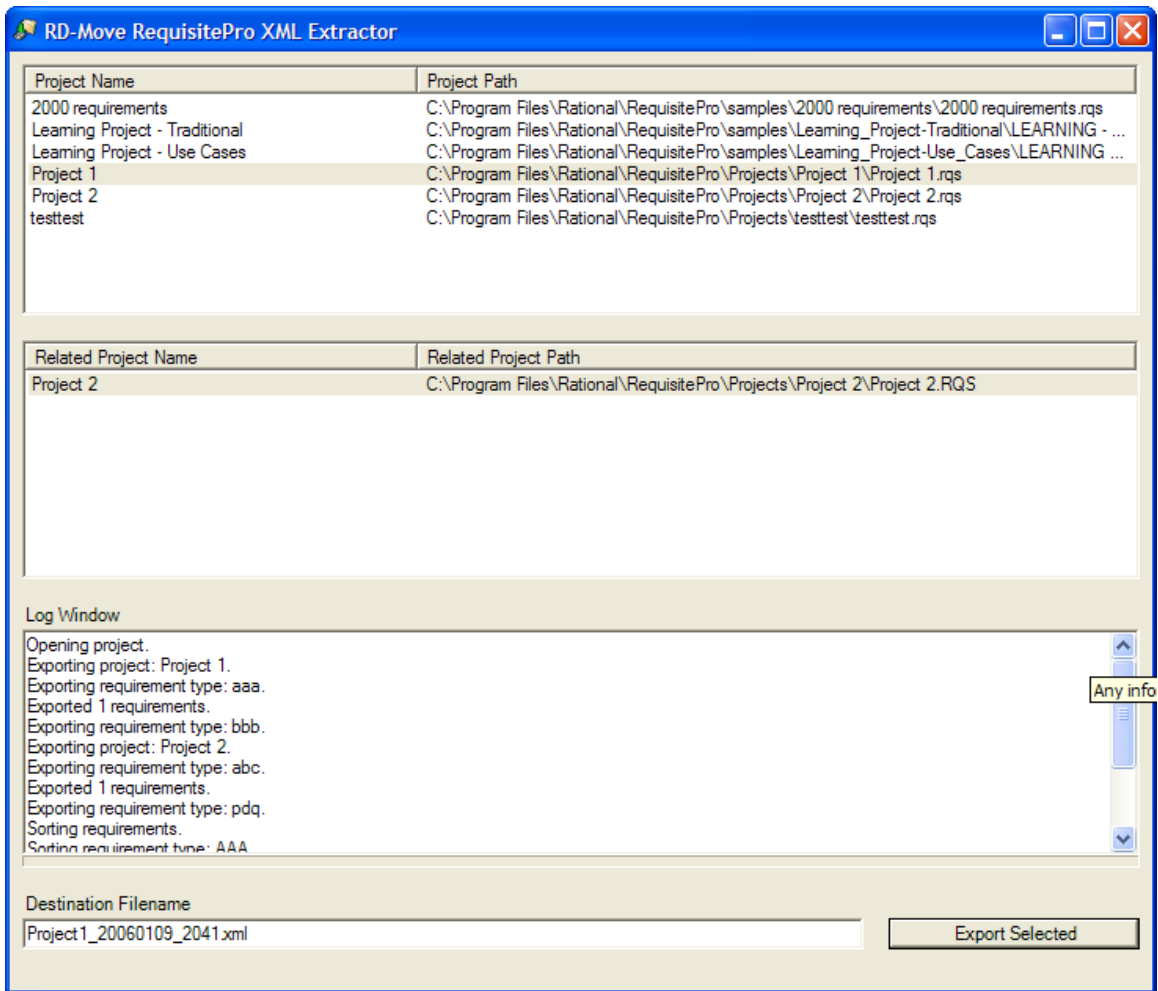 RD-Move RequisitePro XML Extractor
Project Name Project Path
2000 requirements C:\Program Files\Rational\RequisitePro\samples\2000 requirements\2000 requirements.rqs
Learning Project - Traditional C:\Program Files\Rational\RequisitePro\samples\Learning_Project-Traditional\LEARNING - ...
Learning Project - Use Cases C:\Program Files\Rational\RequisitePro\samples\Learning_Project-Use_Cases\LEARNING ...
Project 1 C:\Program Files\Rational\RequisitePro\Projects\Project 1\Project 1.rqs
Project 2 C:\Program Files\Rational\RequisitePro\Projects\Project 2\Project 2.rqs
testtest C:\Program Files\Rational\RequisitePro\Projects\testtest\testtest.rqs
Related Project Name Related Project Path
Project 2 C:\Program Files\Rational\RequisitePro\Projects\Project 2\Project 2.RQS
Log Window
Opening project.
Exporting project: Project 1.
Exporting requirement type: aaa.
Any info
Exported 1 requirements.
Exporting requirement type: bbb.
Exporting project: Project 2.
Exporting requirement type: abc.
Exported 1 requirements.
Exporting requirement type: pdq.
Sorting requirements.
Sorting requirement type: AAA
Destination Filename
Project1_20060109_2041.xml Export Selected